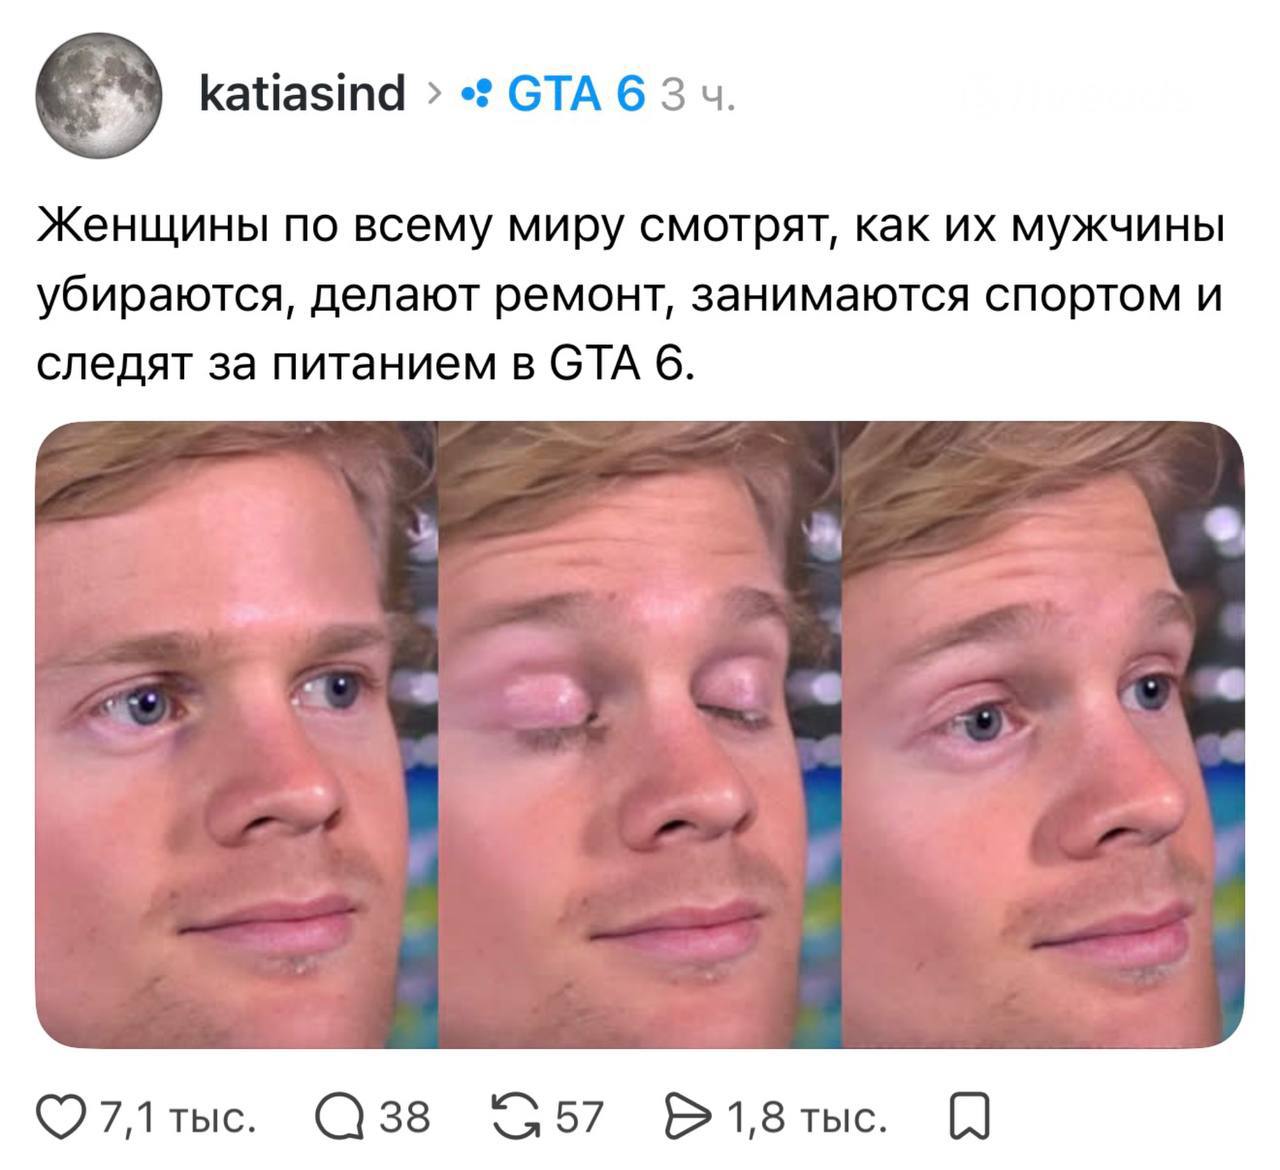 katiasind > GTA 6 3 ч.
Женщины по всему миру смотрят, как их мужчины
убираются, делают ремонт, занимаются спортом и
следят за питанием в GTA 6.
7,1 тыс. 38 57 1,8 тыс.